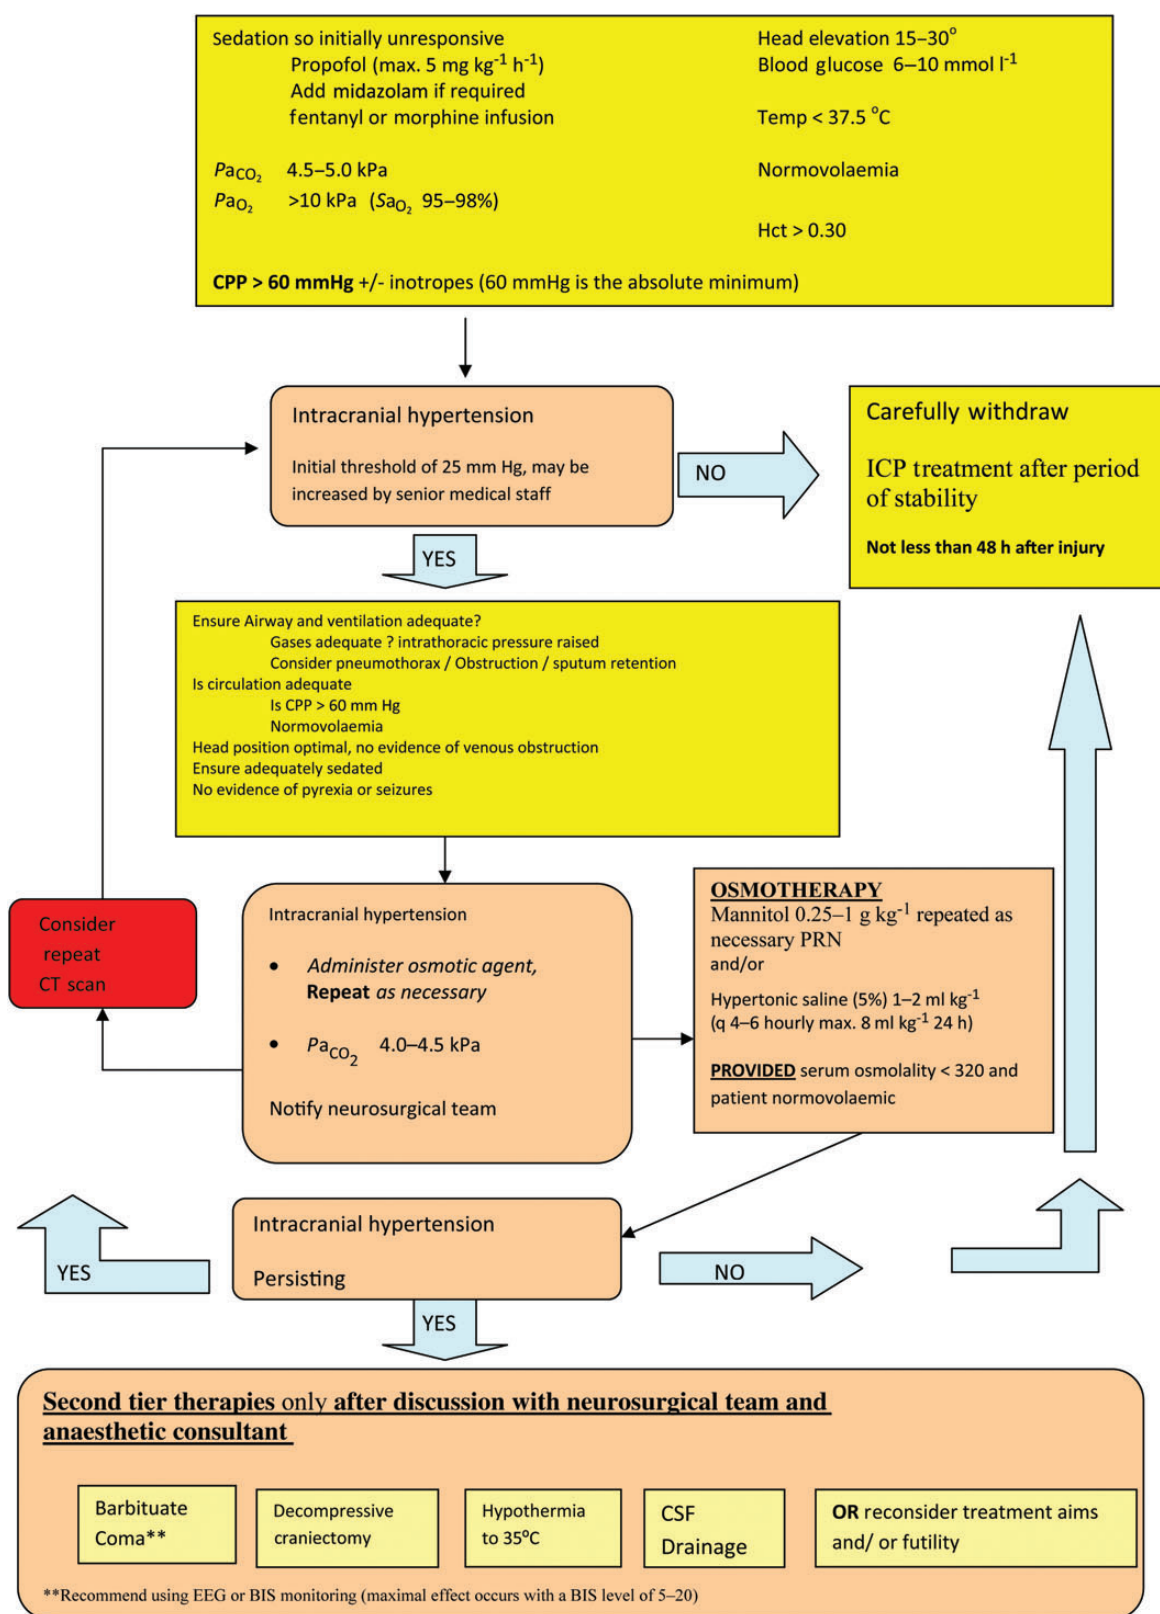 Sedation so initially unresponsive
Propofol (max. 5 mg kg⁻¹ h⁻¹)
Add midazolam if required
fentanyl or morphine infusion
PaCO₂ 4.5–5.0 kPa
PaO₂ >10 kPa (SaO₂ 95–98%)
Head elevation 15–30°
Blood glucose 6–10 mmol l⁻¹
Temp < 37.5 °C
Normovolaemia
Hct > 0.30
CPP > 60 mmHg +/- inotropes (60 mmHg is the absolute minimum)
Intracranial hypertension
Initial threshold of 25 mm Hg, may be
increased by senior medical staff
NO
Carefully withdraw
ICP treatment after period
of stability
Not less than 48 h after injury
YES
Ensure Airway and ventilation adequate?
Gases adequate ? intrathoracic pressure raised
Consider pneumothorax / Obstruction / sputum retention
Is circulation adequate
Is CPP > 60 mm Hg
Normovolaemia
Head position optimal, no evidence of venous obstruction
Ensure adequately sedated
No evidence of pyrexia or seizures
Consider
repeat
CT scan
Intracranial hypertension
• Administer osmotic agent,
Repeat as necessary
• PaCO₂ 4.0–4.5 kPa
Notify neurosurgical team
OSMOTHERAPY
Mannitol 0.25–1 g kg⁻¹ repeated as
necessary PRN
and/or
Hypertonic saline (5%) 1–2 ml kg⁻¹
(q 4–6 hourly max. 8 ml kg⁻¹ 24 h)
PROVIDED serum osmolality < 320 and
patient normovolaemic
YES
Intracranial hypertension
Persisting
NO
YES
Second tier therapies only after discussion with neurosurgical team and
anaesthetic consultant
Barbituate
Coma**
Decompressive
craniectomy
Hypothermia
to 35°C
CSF
Drainage
OR reconsider treatment aims
and/ or futility
**Recommend using EEG or BIS monitoring (maximal effect occurs with a BIS level of 5–20)